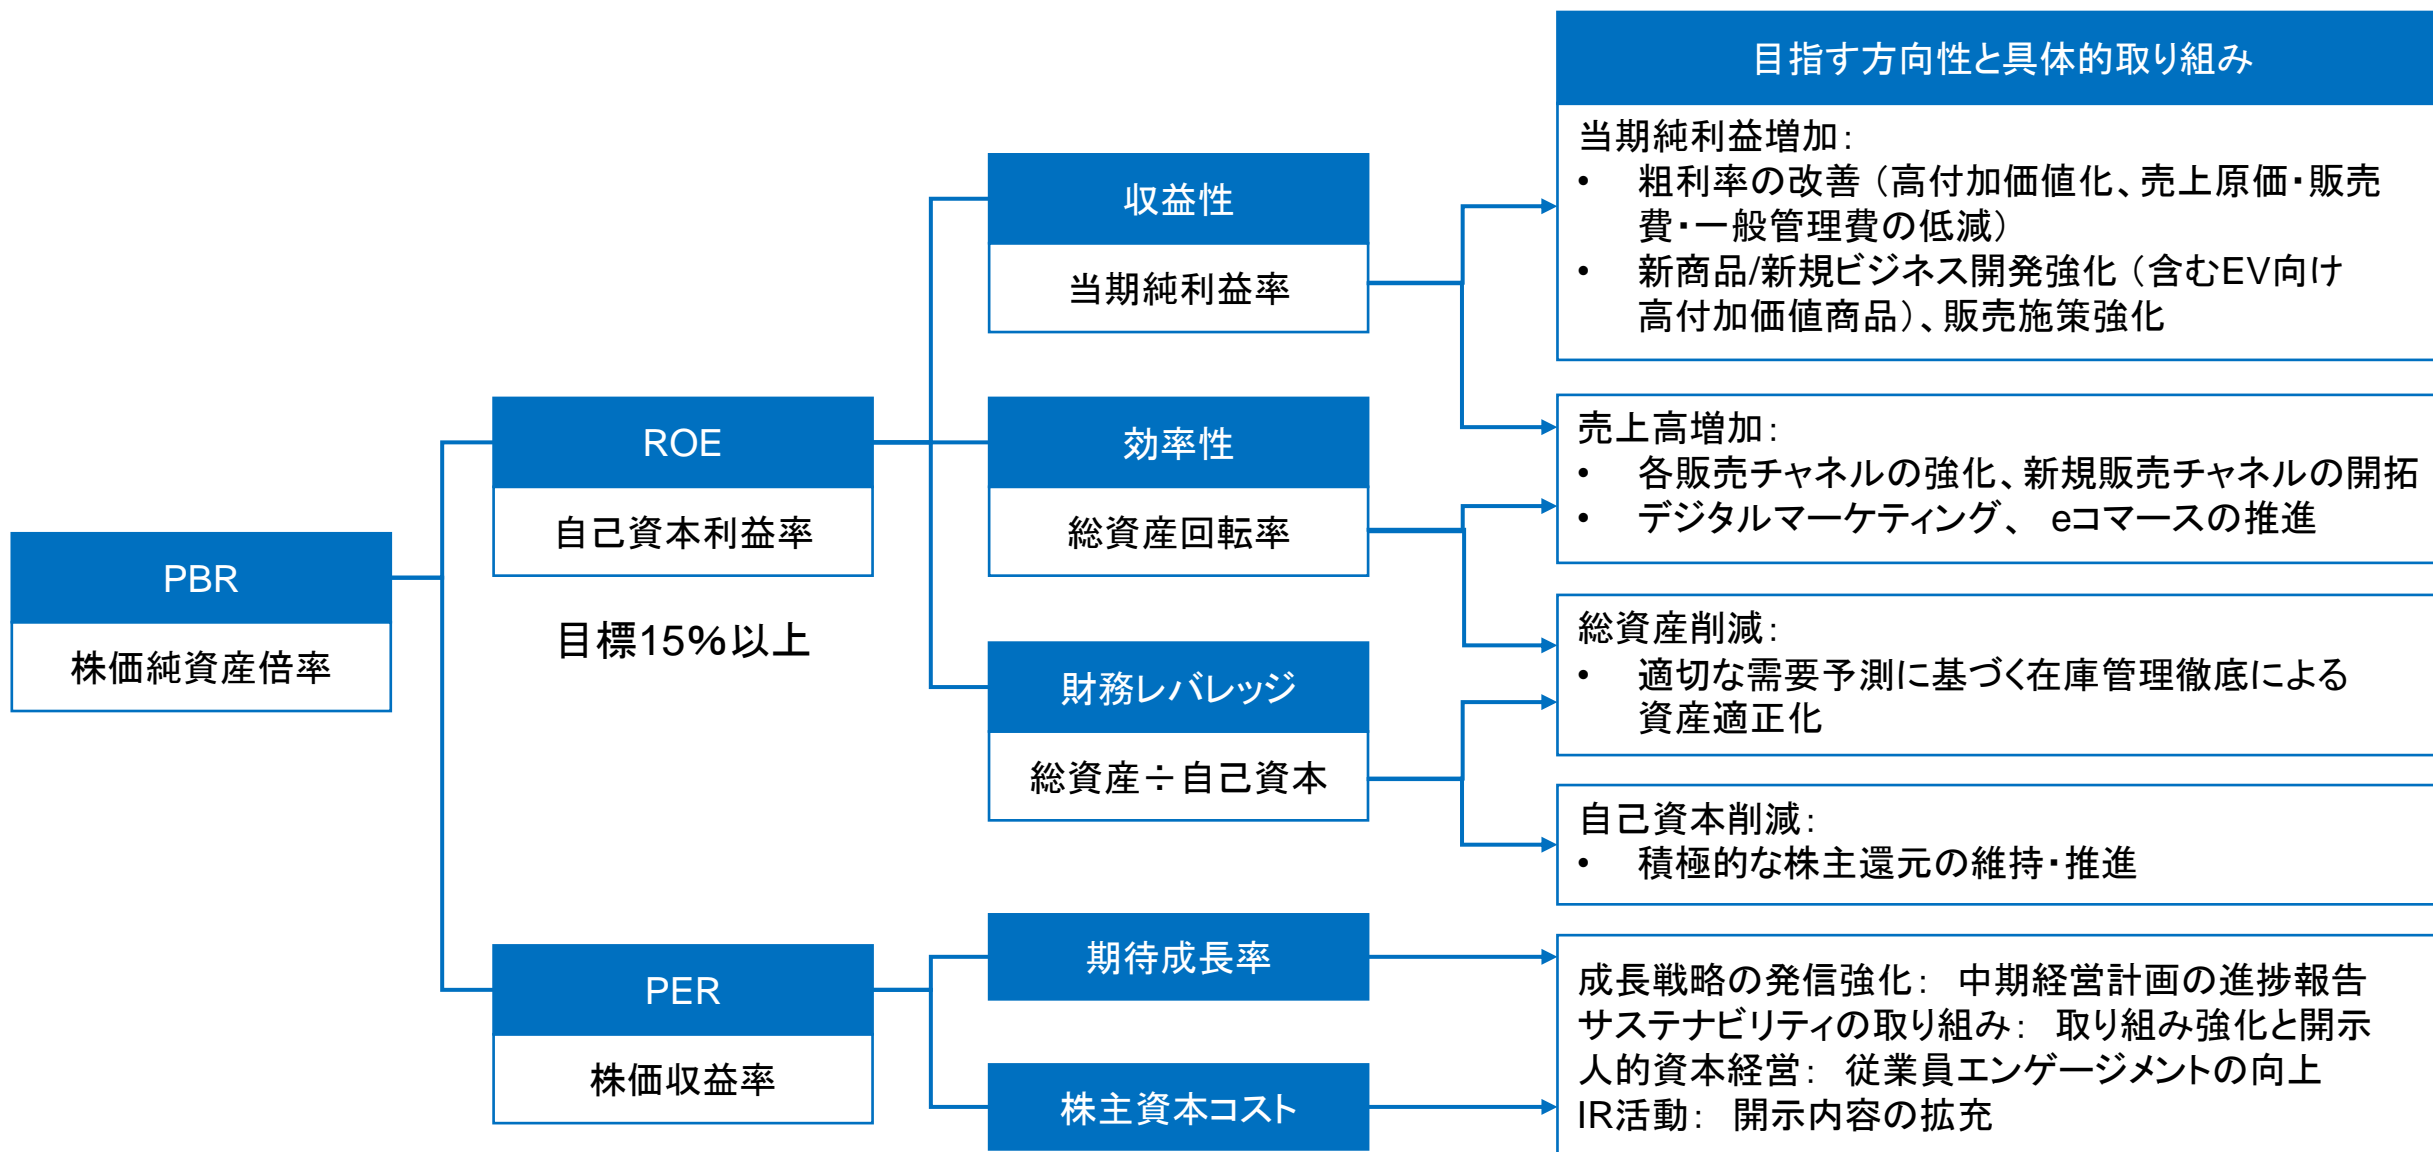 PBR
株価純資産倍率
ROE
自己資本利益率
目標15%以上
PER
株価収益率
収益性
当期純利益率
効率性
総資産回転率
財務レバレッジ
総資産÷自己資本
期待成長率
株主資本コスト
目指す方向性と具体的取り組み
当期純利益増加：
• 粗利率の改善（高付加価値化、売上原価・販売
費・一般管理費の低減）
• 新商品/新規ビジネス開発強化（含むEV向け
高付加価値商品）、販売施策強化
売上高増加：
• 各販売チャネルの強化、新規販売チャネルの開拓
• デジタルマーケティング、 eコマースの推進
総資産削減：
• 適切な需要予測に基づく在庫管理徹底による
資産適正化
自己資本削減：
• 積極的な株主還元の維持・推進
成長戦略の発信強化： 中期経営計画の進捗報告
サステナビリティの取り組み： 取り組み強化と開示
人的資本経営： 従業員エンゲージメントの向上
IR活動： 開示内容の拡充